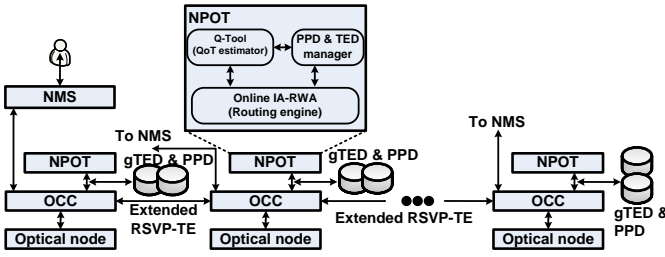 NPOT
Q-Tool
(QoT estimator)
PPD & TED
manager
Online IA-RWA
(Routing engine)
NMS
To NMS
To NMS
NPOT
gTED & PPD
NPOT
gTED & PPD
NPOT
OCC
Extended
RSVP-TE
OCC
Extended RSVP-TE
OCC
gTED &
PPD
Optical node
Optical node
Optical node